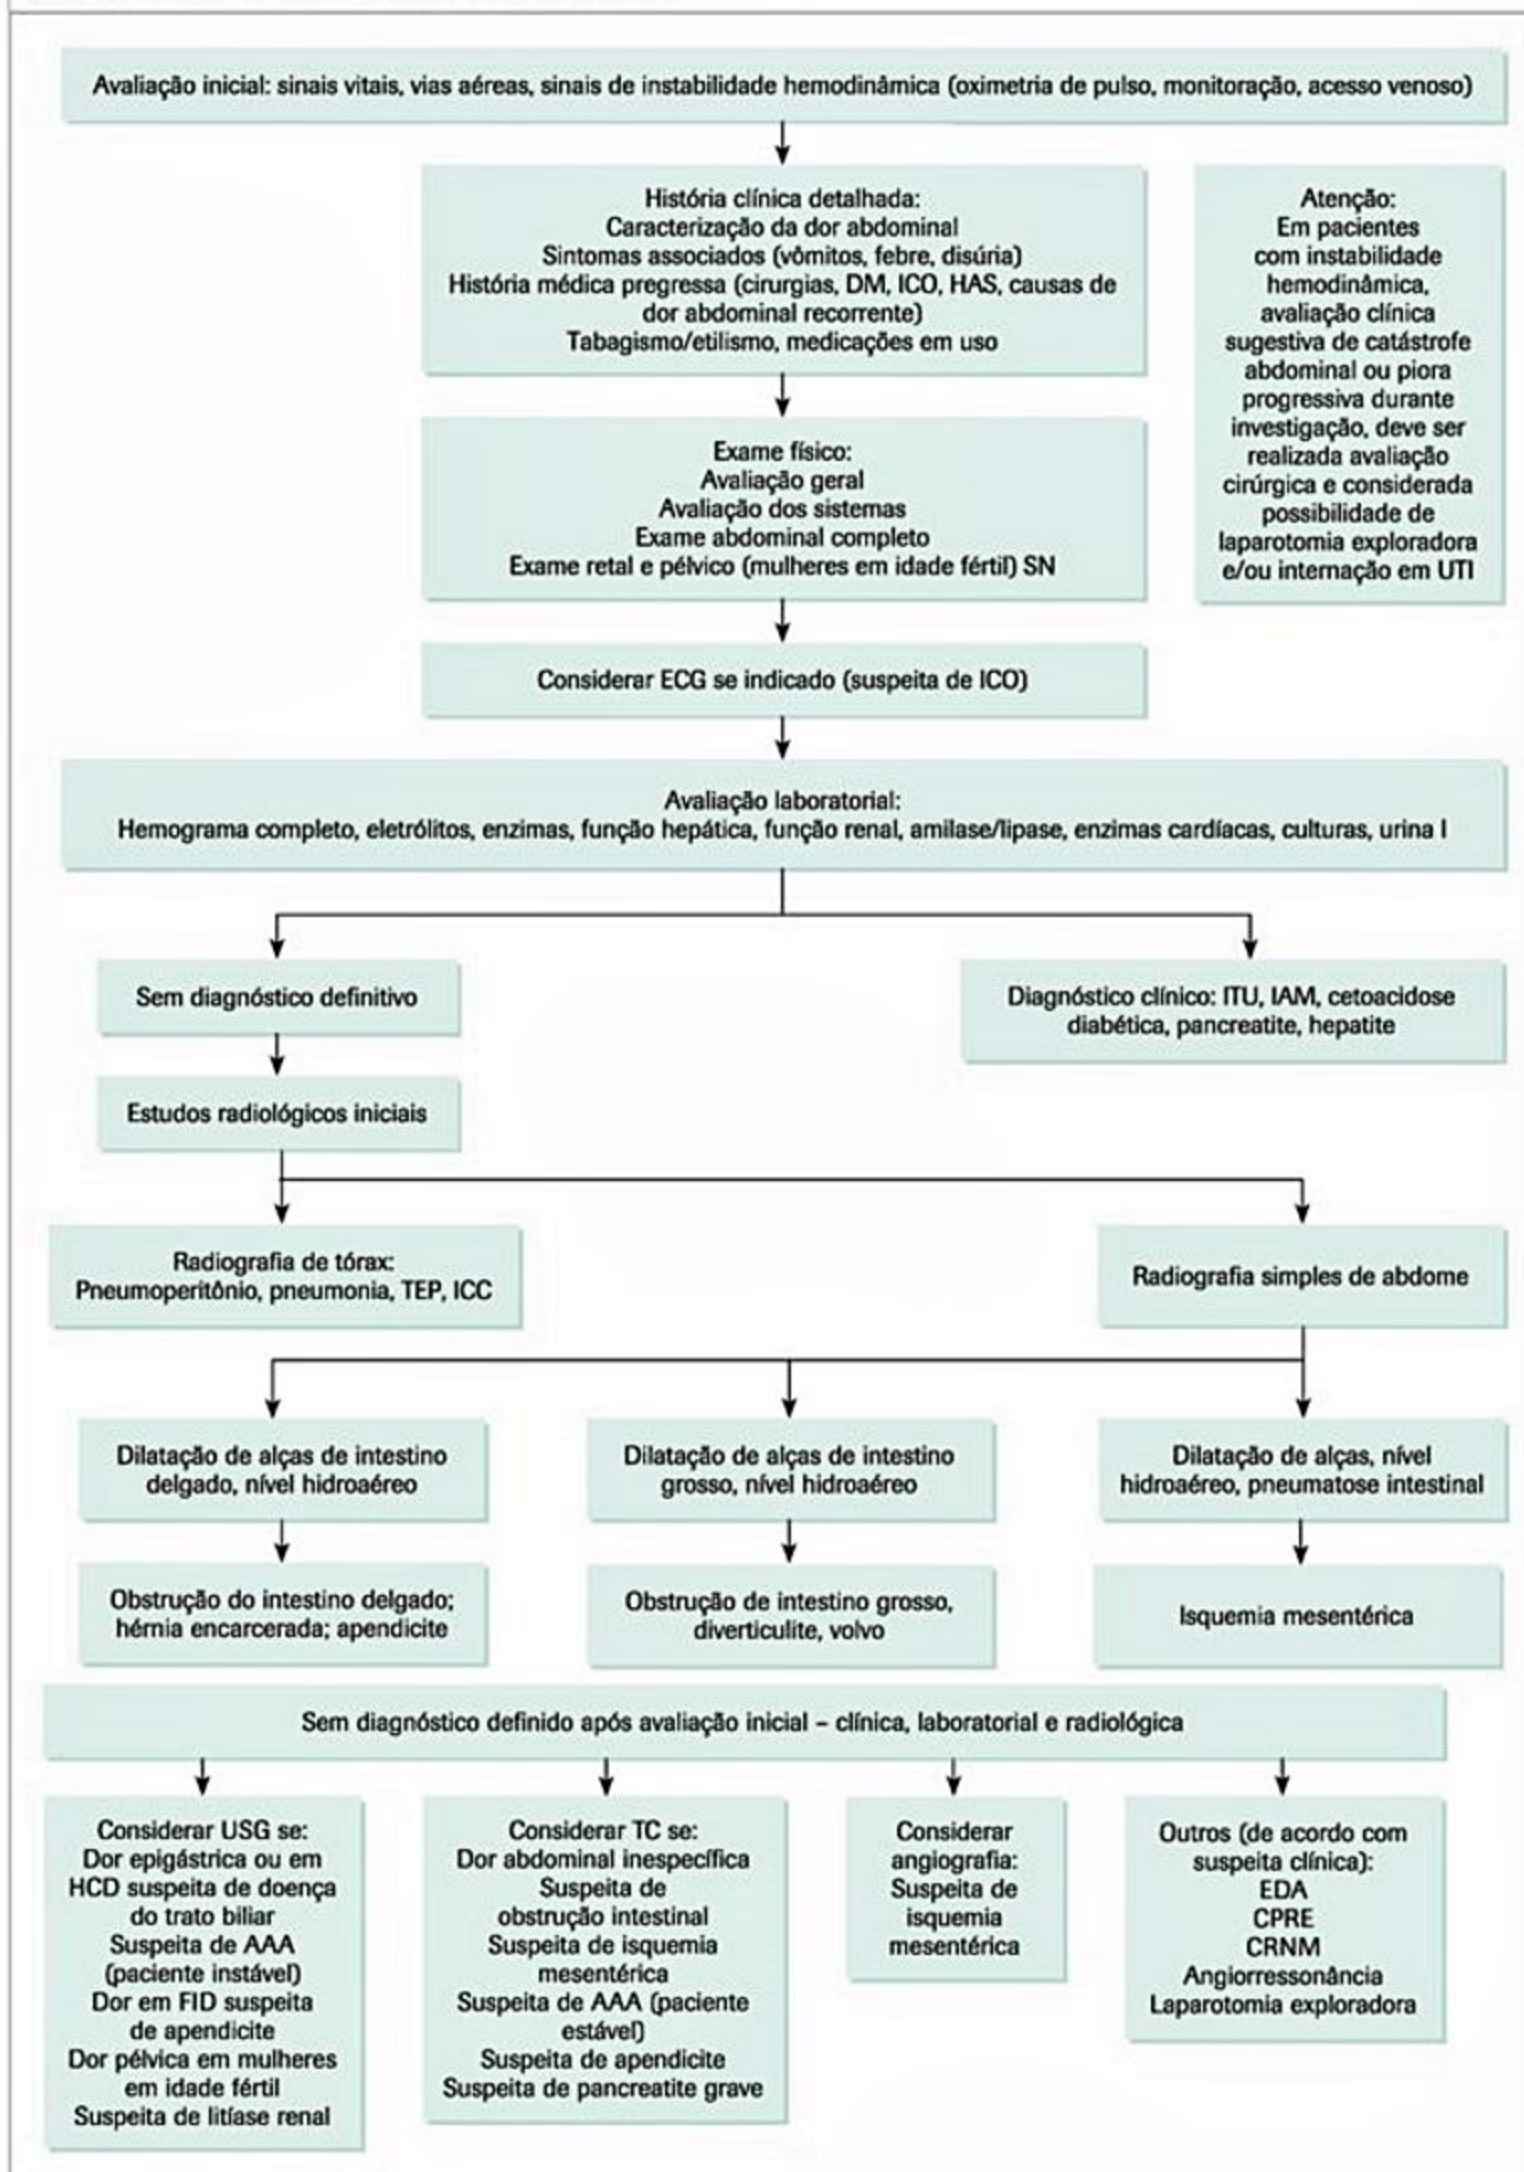 Avaliação inicial: sinais vitais, vias aéreas, sinais de instabilidade hemodinâmica (oximetria de pulso, monitoração, acesso venoso)
História clínica detalhada:
Caracterização da dor abdominal
Sintomas associados (vômitos, febre, disúria)
História médica pregressa (cirurgias, DM, ICO, HAS, causas de
dor abdominal recorrente)
Tabagismo/etilismo, medicações em uso
Atenção:
Em pacientes
com instabilidade
hemodinâmica,
avaliação clínica
sugestiva de catástrofe
abdominal ou piora
progressiva durante
investigação, deve ser
realizada avaliação
cirúrgica e considerada
possibilidade de
laparotomia exploradora
e/ou internação em UTI
Exame físico:
Avaliação geral
Avaliação dos sistemas
Exame abdominal completo
Exame retal e pélvico (mulheres em idade fértil) SN
Considerar ECG se indicado (suspeita de ICO)
Avaliação laboratorial:
Hemograma completo, eletrólitos, enzimas, função hepática, função renal, amilase/lipase, enzimas cardíacas, culturas, urina I
Sem diagnóstico definitivo
Diagnóstico clínico: ITU, IAM, cetoacidose
diabética, pancreatite, hepatite
Estudos radiológicos iniciais
Radiografia de tórax:
Pneumoperitônio, pneumonia, TEP, ICC
Radiografia simples de abdome
Dilatação de alças de intestino
delgado, nível hidroaéreo
Dilatação de alças de intestino
grosso, nível hidroaéreo
Dilatação de alças, nível
hidroaéreo, pneumatose intestinal
Obstrução do intestino delgado;
hérnia encarcerada; apendicite
Obstrução de intestino grosso,
diverticulite, volvo
Isquemia mesentérica
Sem diagnóstico definido após avaliação inicial – clínica, laboratorial e radiológica
Considerar USG se:
Dor epigástrica ou em
HCD suspeita de doença
do trato biliar
Suspeita de AAA
(paciente instável)
Dor em FID suspeita
de apendicite
Dor pélvica em mulheres
em idade fértil
Suspeita de litíase renal
Considerar TC se:
Dor abdominal inespecífica
Suspeita de
obstrução intestinal
Suspeita de isquemia
mesentérica
Suspeita de AAA (paciente
estável)
Suspeita de apendicite
Suspeita de pancreatite grave
Considerar
angiografia:
Suspeita de
isquemia
mesentérica
Outros (de acordo com
suspeita clínica):
EDA
CPRE
CRNM
Angiorressonância
Laparotomia exploradora